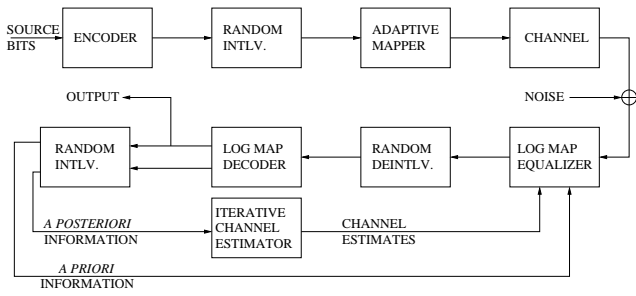 SOURCE
BITS
ENCODER
RANDOM
INTLV.
ADAPTIVE
MAPPER
CHANNEL
OUTPUT
NOISE
RANDOM
INTLV.
LOG MAP
DECODER
RANDOM
DEINTLV.
LOG MAP
EQUALIZER
A POSTERIORI
INFORMATION
ITERATIVE
CHANNEL
ESTIMATOR
CHANNEL
ESTIMATES
A PRIORI
INFORMATION